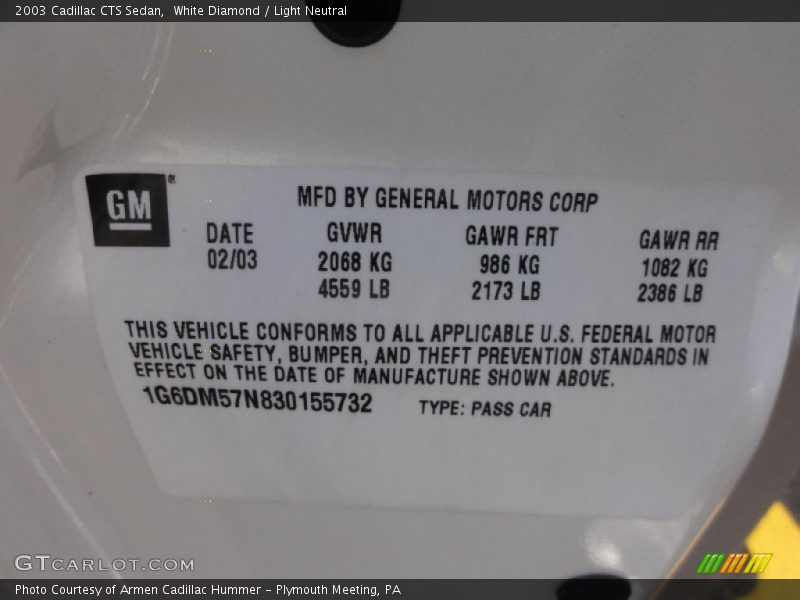 2003 Cadillac CTS Sedan,  White Diamond / Light Neutral
GM®
MFD BY GENERAL MOTORS CORP
DATE GVWR GAWR FRT GAWR RR
02/03 2068 KG 986 KG 1082 KG
4559 LB 2173 LB 2386 LB
THIS VEHICLE CONFORMS TO ALL APPLICABLE U.S. FEDERAL MOTOR
VEHICLE SAFETY, BUMPER, AND THEFT PREVENTION STANDARDS IN
EFFECT ON THE DATE OF MANUFACTURE SHOWN ABOVE.
1G6DM57N830155732 TYPE: PASS CAR
GTCARLOT.COM
Photo Courtesy of Armen Cadillac Hummer – Plymouth Meeting, PA